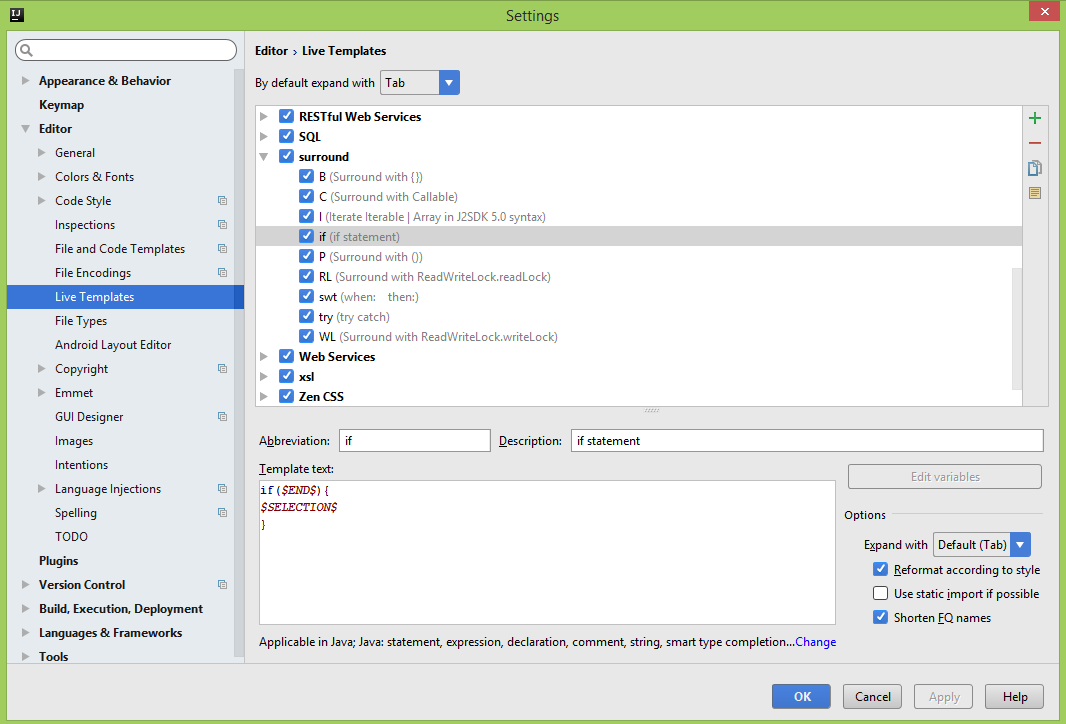 IJ
Settings
Editor › Live Templates
By default expand with Tab
Appearance & Behavior
Keymap
Editor
General
Colors & Fonts
Code Style
Inspections
File and Code Templates
File Encodings
Live Templates
File Types
Android Layout Editor
Copyright
Emmet
GUI Designer
Images
Intentions
Language Injections
Spelling
TODO
Plugins
Version Control
Build, Execution, Deployment
Languages & Frameworks
Tools
RESTful Web Services
SQL
surround
B (Surround with {})
C (Surround with Callable)
I (Iterate Iterable | Array in J2SDK 5.0 syntax)
if (if statement)
P (Surround with ())
RL (Surround with ReadWriteLock.readLock)
swt (when: then:)
try (try catch)
WL (Surround with ReadWriteLock.writeLock)
Web Services
xsl
Zen CSS
Abbreviation: if Description: if statement
Template text:
if($END$){
$SELECTION$
}
Edit variables
Options
Expand with Default (Tab)
Reformat according to style
Use static import if possible
Shorten FQ names
Applicable in Java; Java: statement, expression, declaration, comment, string, smart type completion...Change
OK Cancel Apply Help